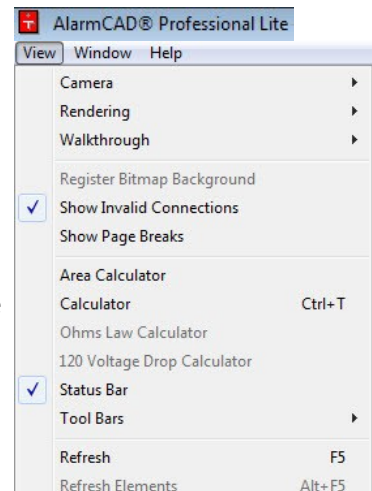 AlarmCAD® Professional Lite
View Window Help
Camera
Rendering
Walkthrough
Register Bitmap Background
Show Invalid Connections
Show Page Breaks
Area Calculator
Calculator Ctrl+T
Ohms Law Calculator
120 Voltage Drop Calculator
Status Bar
Tool Bars
Refresh F5
Refresh Elements Alt+F5